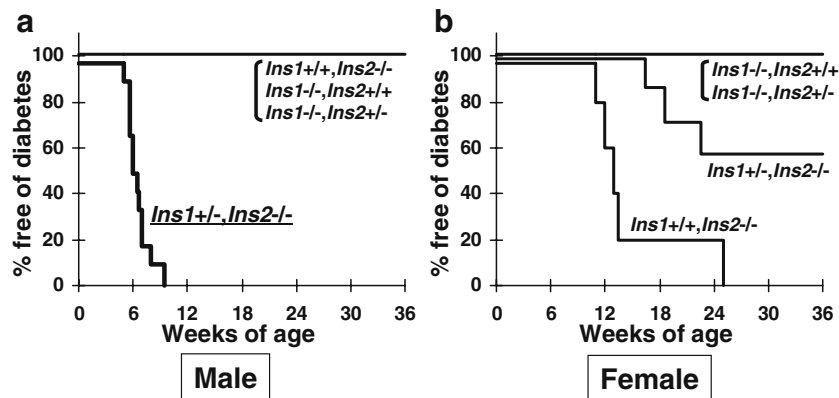 a
% free of diabetes
100
80
60
40
20
0
Ins1+/+,Ins2-/-
Ins1-/-,Ins2+/+
Ins1-/-,Ins2+/-
Ins1+/-,Ins2-/-
0 6 12 18 24 30 36
Weeks of age
Male
b
% free of diabetes
100
80
60
40
20
0
Ins1-/-,Ins2+/+
Ins1-/-,Ins2+/-
Ins1+/-,Ins2-/-
Ins1+/+,Ins2-/-
0 6 12 18 24 30 36
Weeks of age
Female